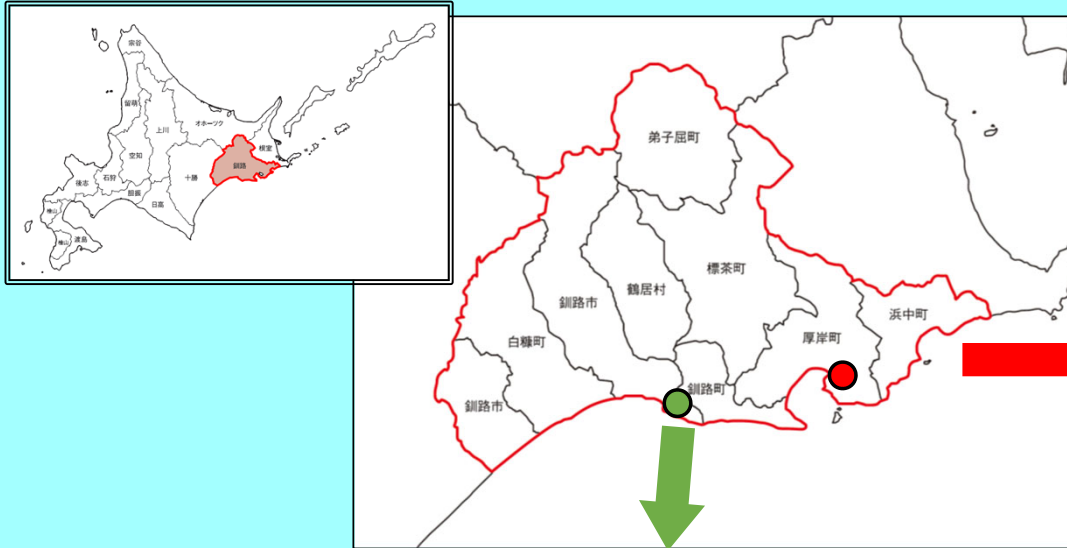 宗谷
留萌
上川
オホーツク
根室
空知
釧路
後志
石狩
十勝
胆振
日高
檜山
檜山
渡島
弟子屈町
標茶町
鶴居村
釧路市
浜中町
厚岸町
白糠町
釧路町
釧路市